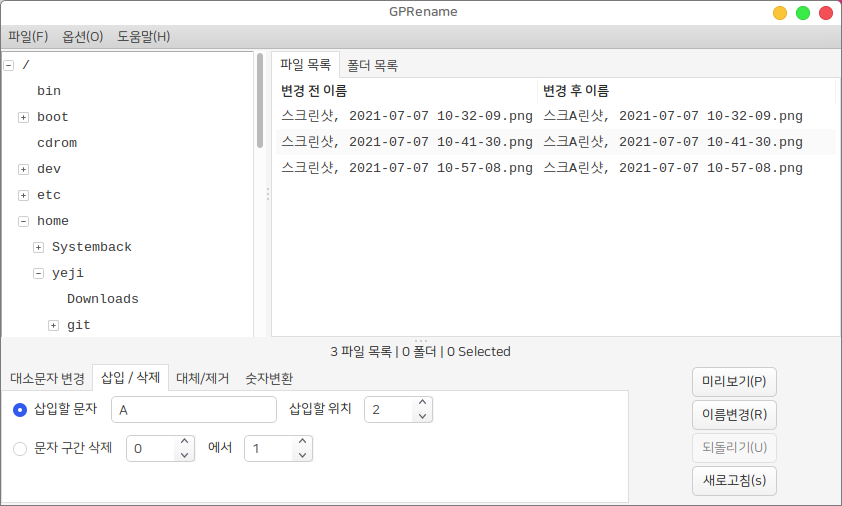 GPRename
파일(F) 옵션(O) 도움말(H)
/
bin
boot
cdrom
dev
etc
home
Systemback
yeji
Downloads
git
파일 목록 폴더 목록
변경 전 이름 변경 후 이름
스크린샷, 2021-07-07 10-32-09.png 스크A린샷, 2021-07-07 10-32-09.png
스크린샷, 2021-07-07 10-41-30.png 스크A린샷, 2021-07-07 10-41-30.png
스크린샷, 2021-07-07 10-57-08.png 스크A린샷, 2021-07-07 10-57-08.png
3 파일 목록 | 0 폴더 | 0 Selected
대소문자 변경 삽입 / 삭제 대체/제거 숫자변환
삽입할 문자 A 삽입할 위치 2
문자 구간 삭제 0 에서 1
미리보기(P)
이름변경(R)
되돌리기(U)
새로고침(s)